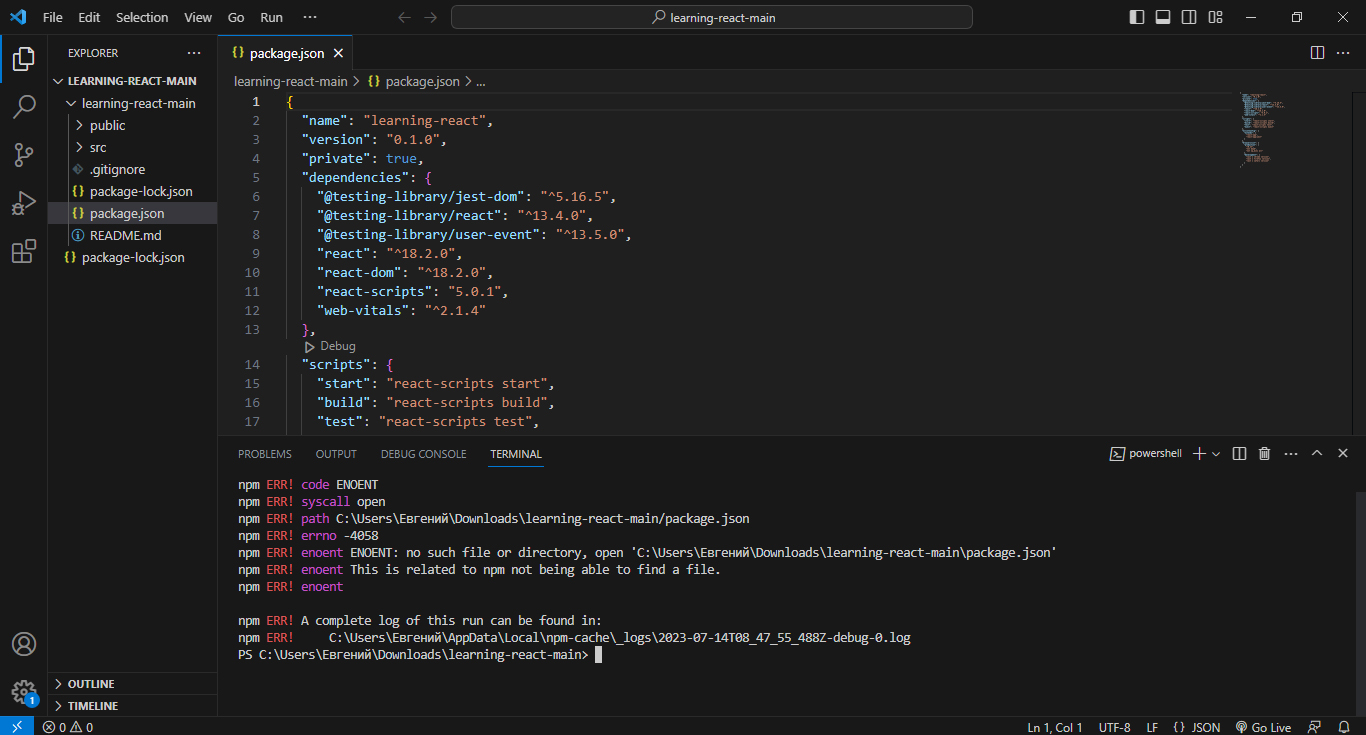 File Edit Selection View Go Run ···
learning-react-main
EXPLORER ···
LEARNING-REACT-MAIN
learning-react-main
public
src
.gitignore
{} package-lock.json
{} package.json
README.md
{} package-lock.json
OUTLINE
TIMELINE
{} package.json
learning-react-main > {} package.json > ...
1 {
2 "name": "learning-react",
3 "version": "0.1.0",
4 "private": true,
5 "dependencies": {
6 "@testing-library/jest-dom": "^5.16.5",
7 "@testing-library/react": "^13.4.0",
8 "@testing-library/user-event": "^13.5.0",
9 "react": "^18.2.0",
10 "react-dom": "^18.2.0",
11 "react-scripts": "5.0.1",
12 "web-vitals": "^2.1.4"
13 },
Debug
14 "scripts": {
15 "start": "react-scripts start",
16 "build": "react-scripts build",
17 "test": "react-scripts test",
PROBLEMS OUTPUT DEBUG CONSOLE TERMINAL
powershell
npm ERR! code ENOENT
npm ERR! syscall open
npm ERR! path C:\Users\Евгений\Downloads\learning-react-main/package.json
npm ERR! errno -4058
npm ERR! enoent ENOENT: no such file or directory, open 'C:\Users\Евгений\Downloads\learning-react-main\package.json'
npm ERR! enoent This is related to npm not being able to find a file.
npm ERR! enoent
npm ERR! A complete log of this run can be found in:
npm ERR!     C:\Users\Евгений\AppData\Local\npm-cache\_logs\2023-07-14T08_47_55_488Z-debug-0.log
PS C:\Users\Евгений\Downloads\learning-react-main>
1
0 0
Ln 1, Col 1 UTF-8 LF {} JSON Go Live